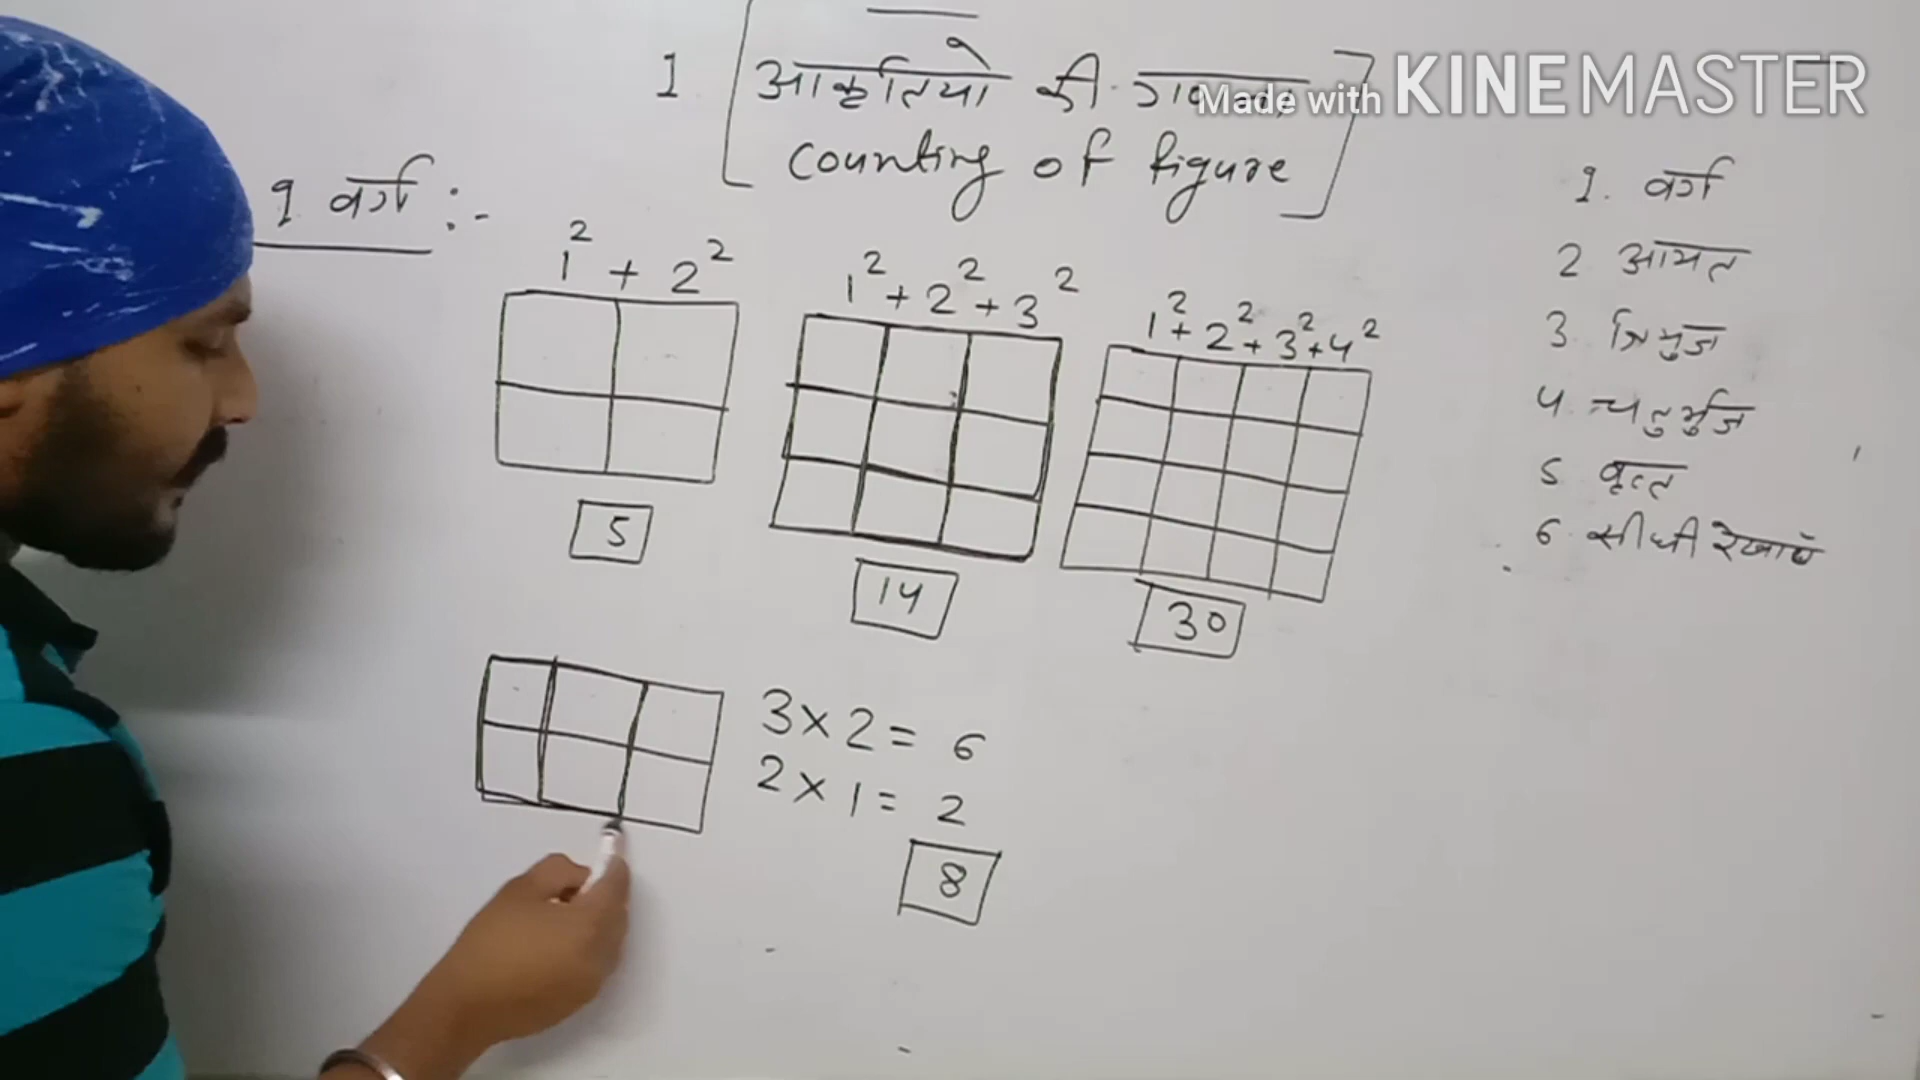 1 आकृतियो की गणना
counting of figure
Made with KINEMASTER
१ वर्ग :-
1² + 2²
1² + 2² + 3²
1² + 2² + 3² + 4²
5
14
30
3 x 2 = 6
2 x 1 = 2
8
1. वर्ग
2 आयत
3 त्रिभुज
4 चतुर्भुज
5 वृत्त
6 सीधी रेखाएं